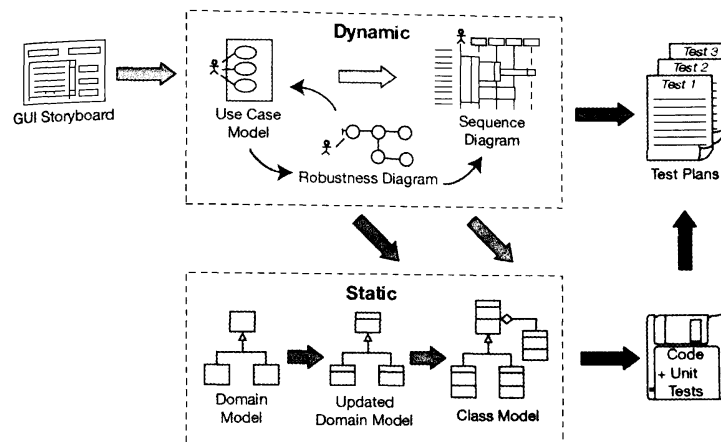 Dynamic
GUI Storyboard
Use Case
Model
Robustness Diagram
Sequence
Diagram
Test 3
Test 2
Test 1
Test Plans
Static
Domain
Model
Updated
Domain Model
Class Model
Code
+ Unit
Tests